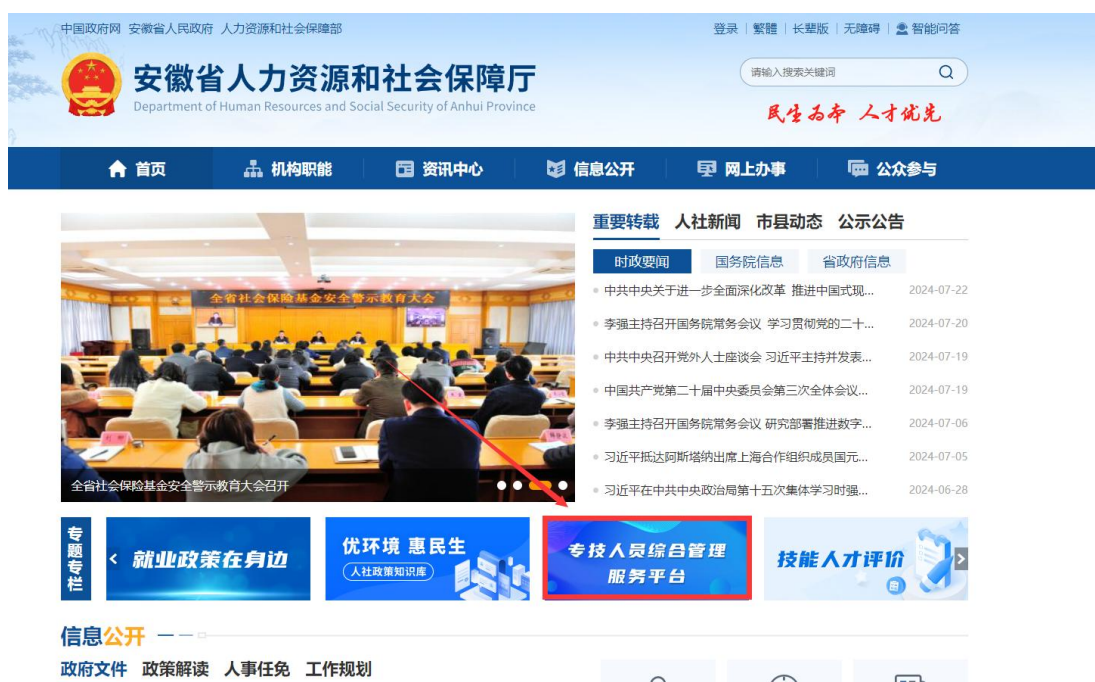 中国政府网 安徽省人民政府 人力资源和社会保障部
登录 | 繁體 | 长辈版 | 无障碍 | 智能问答
安徽省人力资源和社会保障厅
Department of Human Resources and Social Security of Anhui Province
请输入搜索关键词
民生为本 人才优先
首页 机构职能 资讯中心 信息公开 网上办事 公众参与
全省社会保险基金安全警示教育大会
全省社会保险基金安全警示教育大会召开
重要转载 人社新闻 市县动态 公示公告
时政要闻 国务院信息 省政府信息
中共中央关于进一步全面深化改革 推进中国式现... 2024-07-22
李强主持召开国务院常务会议 学习贯彻党的二十... 2024-07-20
中共中央召开党外人士座谈会 习近平主持并发表... 2024-07-19
中国共产党第二十届中央委员会第三次全体会议... 2024-07-19
李强主持召开国务院常务会议 研究部署推进数字... 2024-07-06
习近平抵达阿斯塔纳出席上海合作组织成员国元... 2024-07-05
习近平在中共中央政治局第十五次集体学习时强... 2024-06-28
专题专栏
就业政策在身边
优环境 惠民生
人社政策知识库
专技人员综合管理
服务平台
技能人才评价
信息公开
政府文件 政策解读 人事任免 工作规划